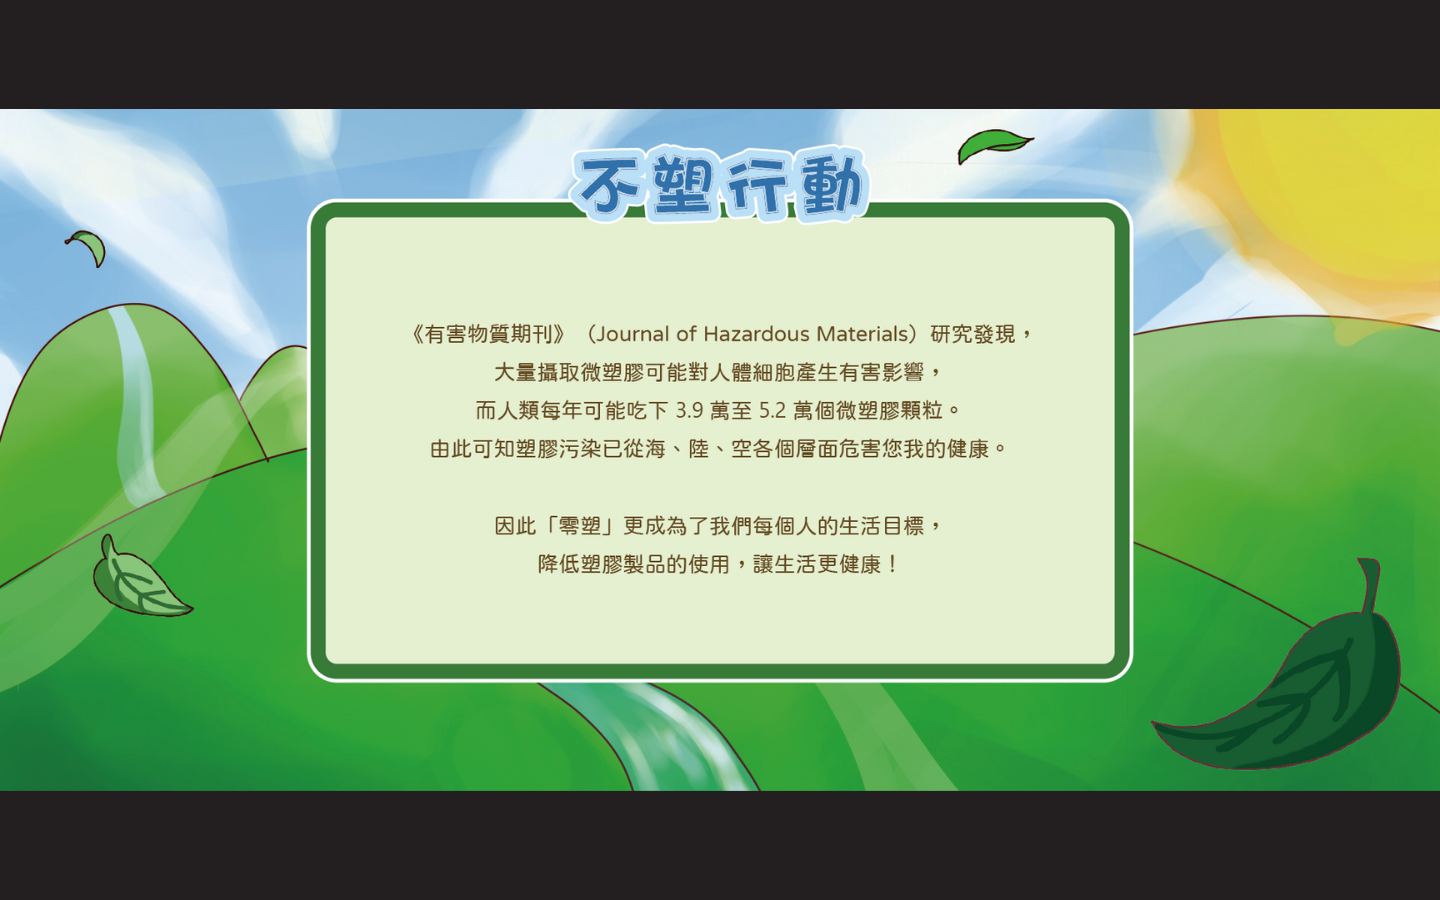 不塑行動
《有害物質期刊》（Journal of Hazardous Materials）研究發現，
大量攝取微塑膠可能對人體細胞產生有害影響，
而人類每年可能吃下 3.9 萬至 5.2 萬個微塑膠顆粒。
由此可知塑膠污染已從海、陸、空各個層面危害您我的健康。
因此「零塑」更成為了我們每個人的生活目標，
降低塑膠製品的使用，讓生活更健康！